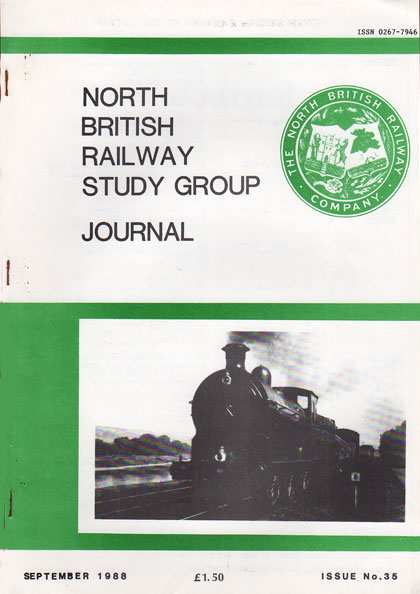 ISSN 0267-7946
NORTH
BRITISH
RAILWAY
STUDY GROUP
JOURNAL
THE NORTH BRITISH RAILWAY
COMPANY.
SEPTEMBER 1988 £1.50 ISSUE No.35